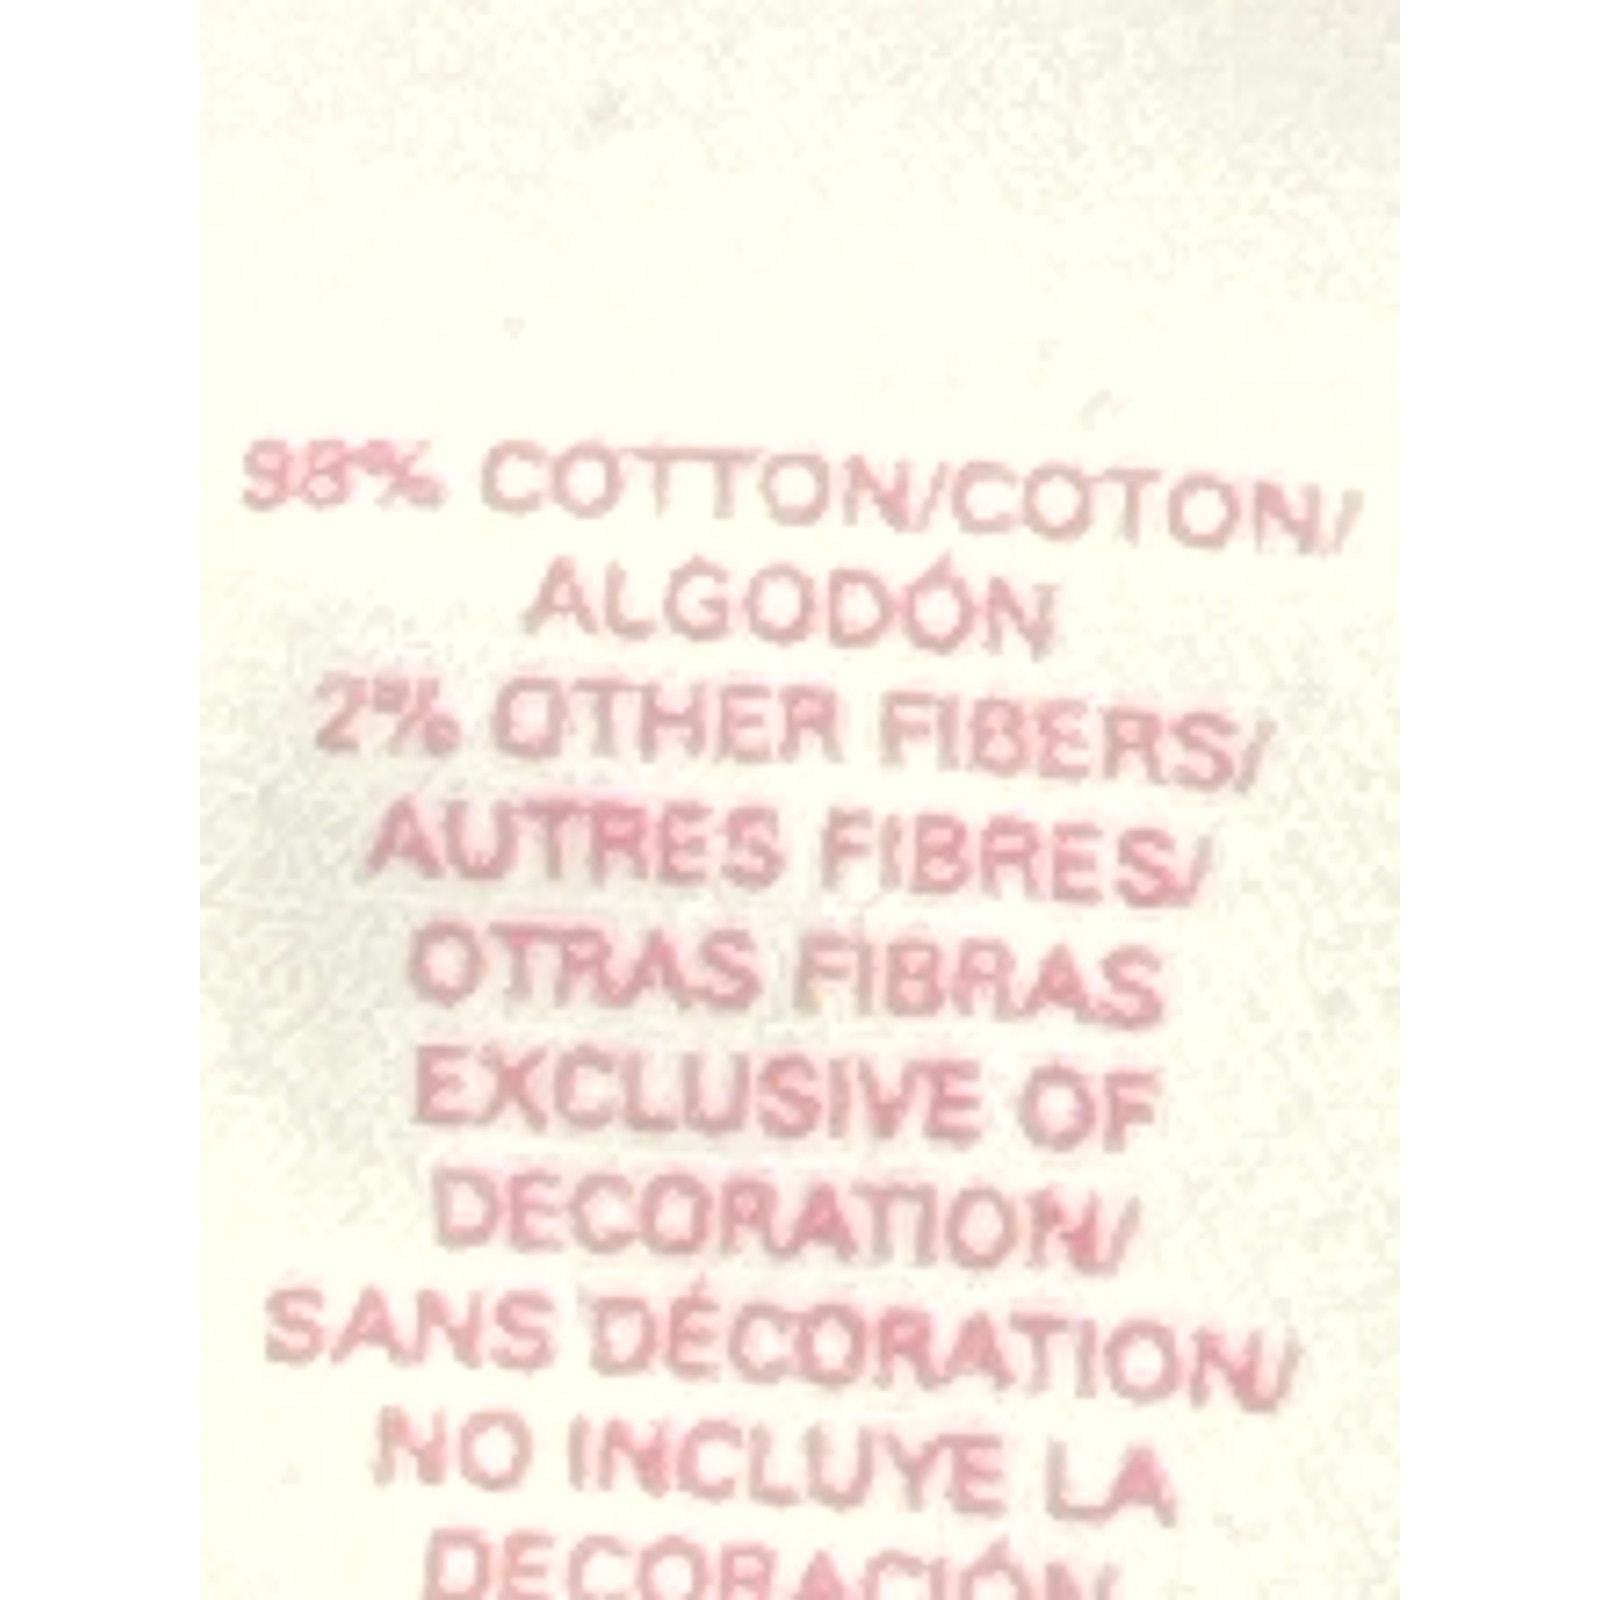 98% COTTON/COTON/
ALGODÓN
2% OTHER FIBERS/
AUTRES FIBRES/
OTRAS FIBRAS
EXCLUSIVE OF
DECORATION/
SANS DÉCORATION/
NO INCLUYE LA
DECORACIÓN